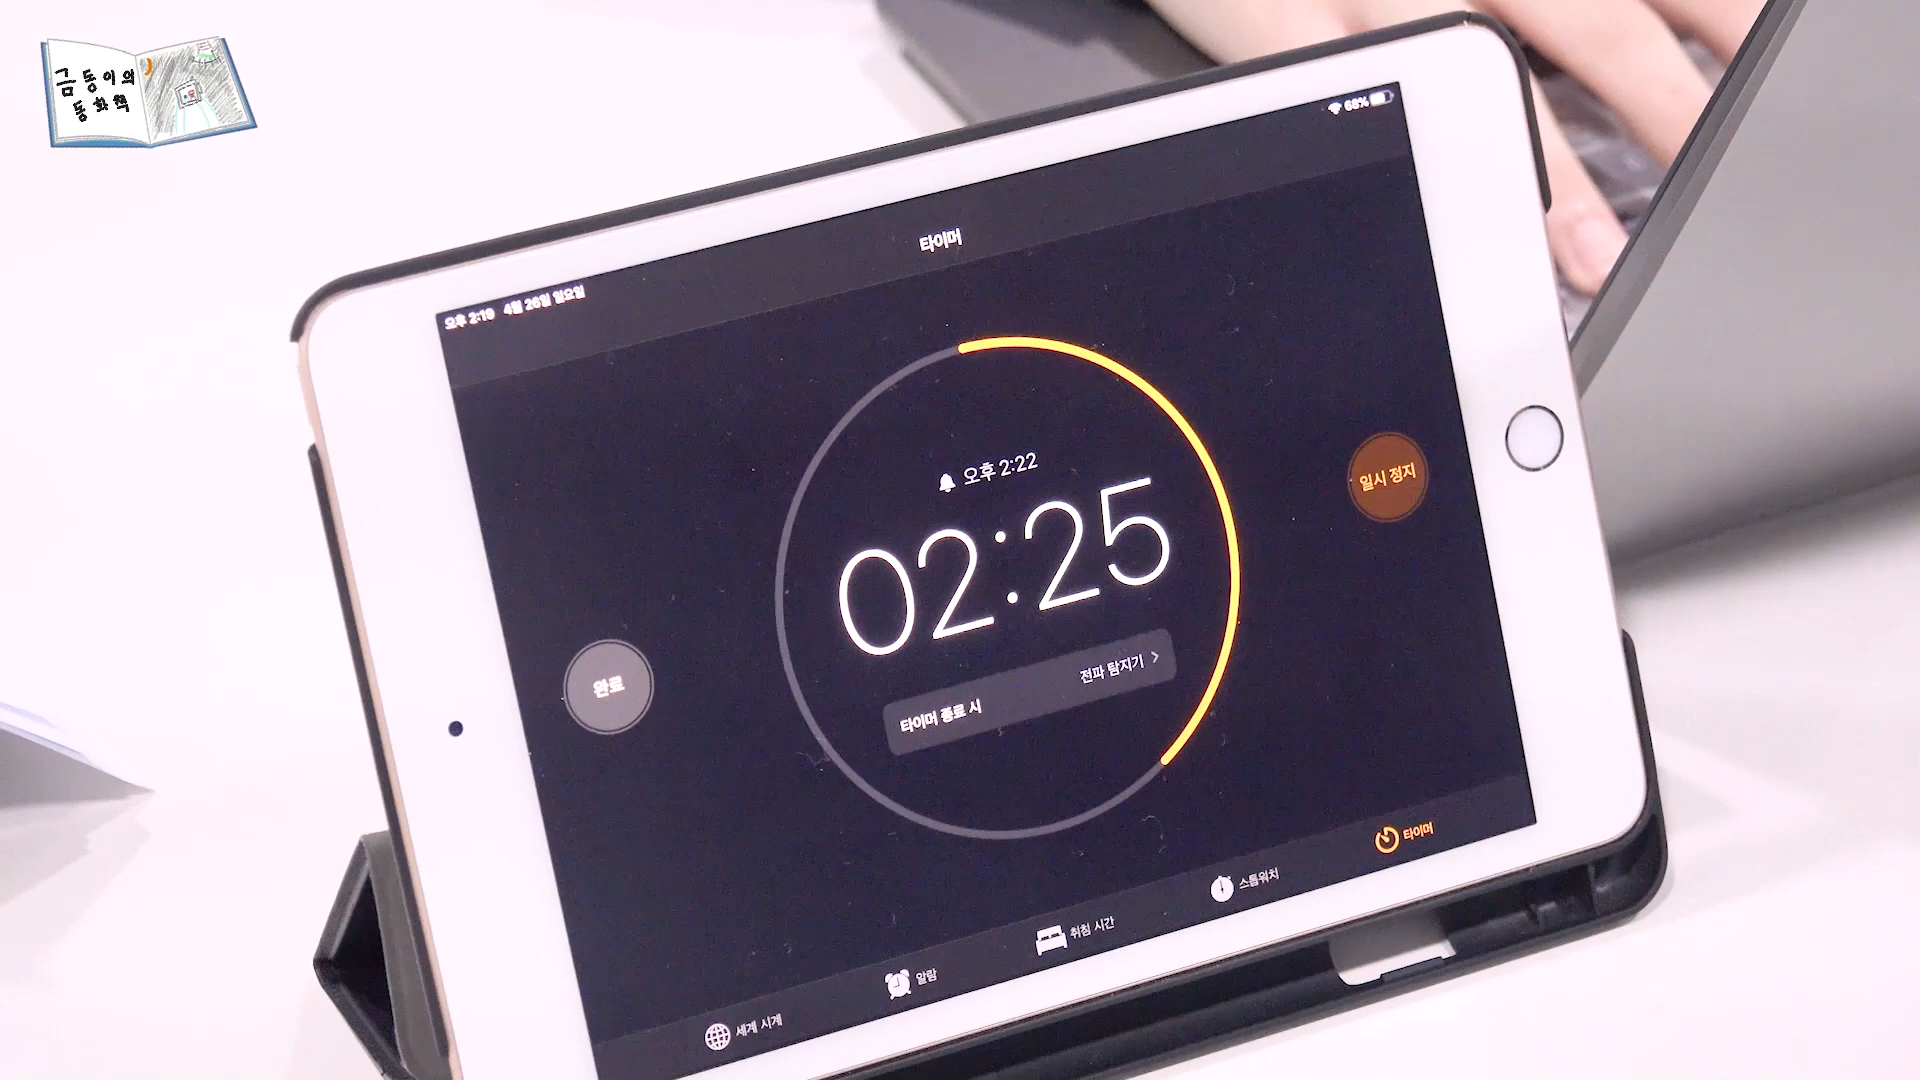 금동이의
동화책
68%
타이머
오후 2:19 4월 26일 일요일
오후 2:22
02:25
일시 정지
완료
타이머 종료 시 전파 탐지기
세계 시계
알람
취침 시간
스톱워치
타이머